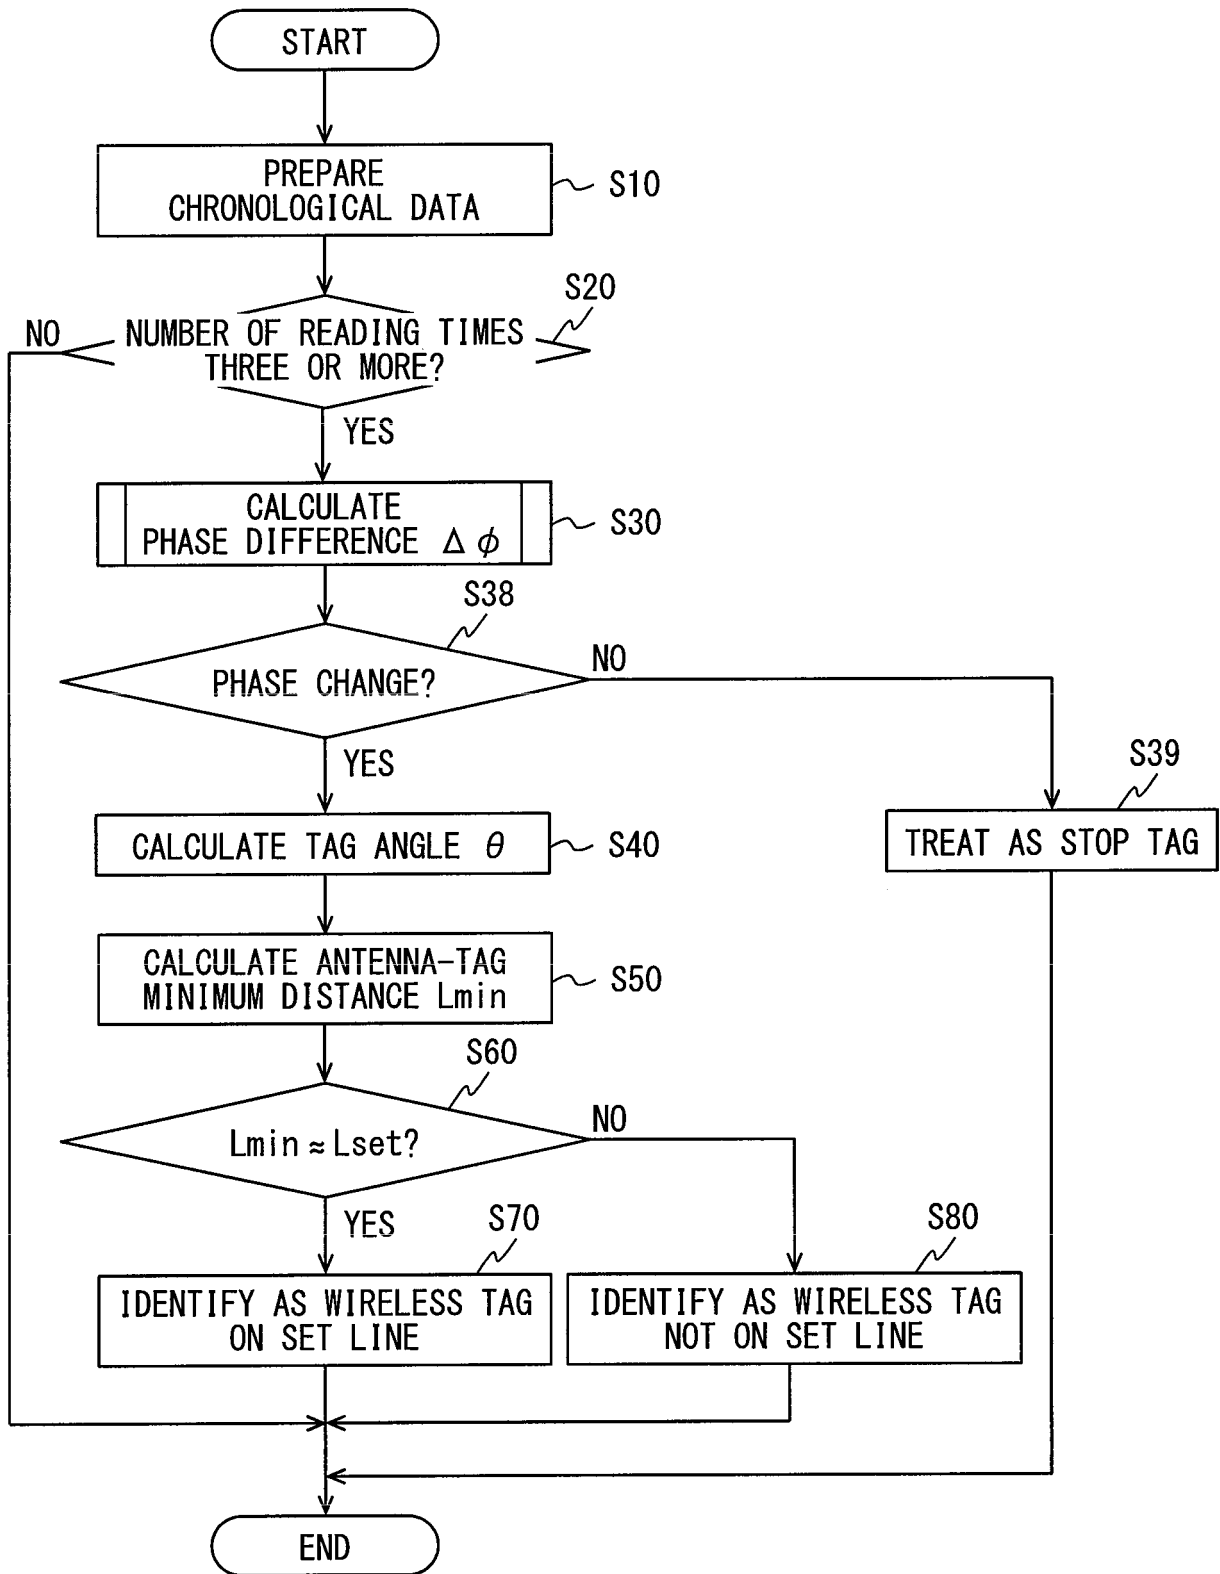 START
PREPARE
CHRONOLOGICAL DATA
S10
S20
NO
NUMBER OF READING TIMES
THREE OR MORE?
YES
CALCULATE
PHASE DIFFERENCE Δφ
S30
S38
PHASE CHANGE?
NO
YES
S39
TREAT AS STOP TAG
CALCULATE TAG ANGLE θ
S40
CALCULATE ANTENNA-TAG
MINIMUM DISTANCE Lmin
S50
S60
Lmin≈Lset?
NO
YES
S70
IDENTIFY AS WIRELESS TAG
ON SET LINE
S80
IDENTIFY AS WIRELESS TAG
NOT ON SET LINE
END